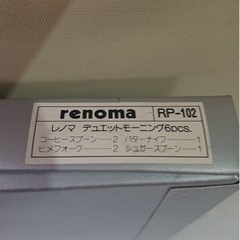 renoma RP-102
レノマ デュエットモーニング6pcs.
コーヒースプーン……2 バターナイフ……1
ヒメフォーク……2 シュガースプーン…1